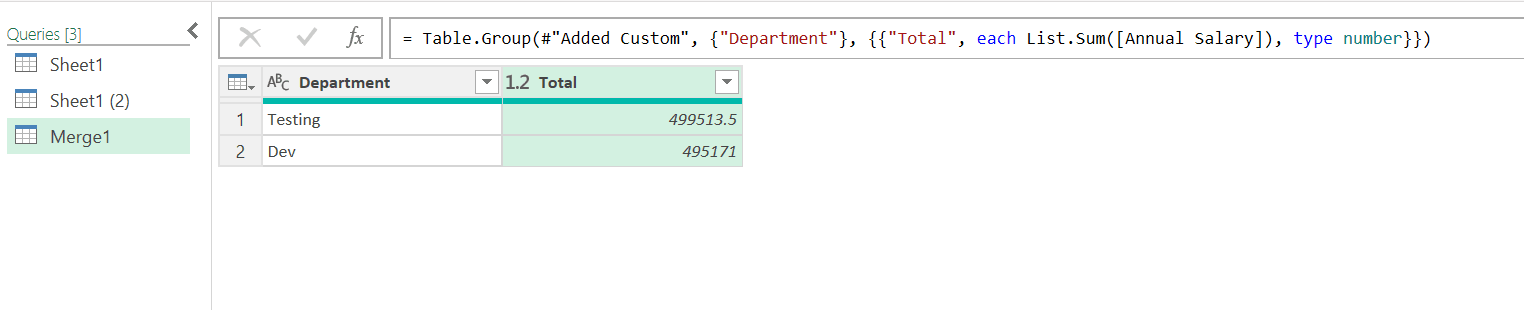 Queries [3]
Sheet1
Sheet1 (2)
Merge1
fx
= Table.Group(#"Added Custom", {"Department"}, {{"Total", each List.Sum([Annual Salary]), type number}})
ABC Department 1.2 Total
1 Testing 499513.5
2 Dev 495171